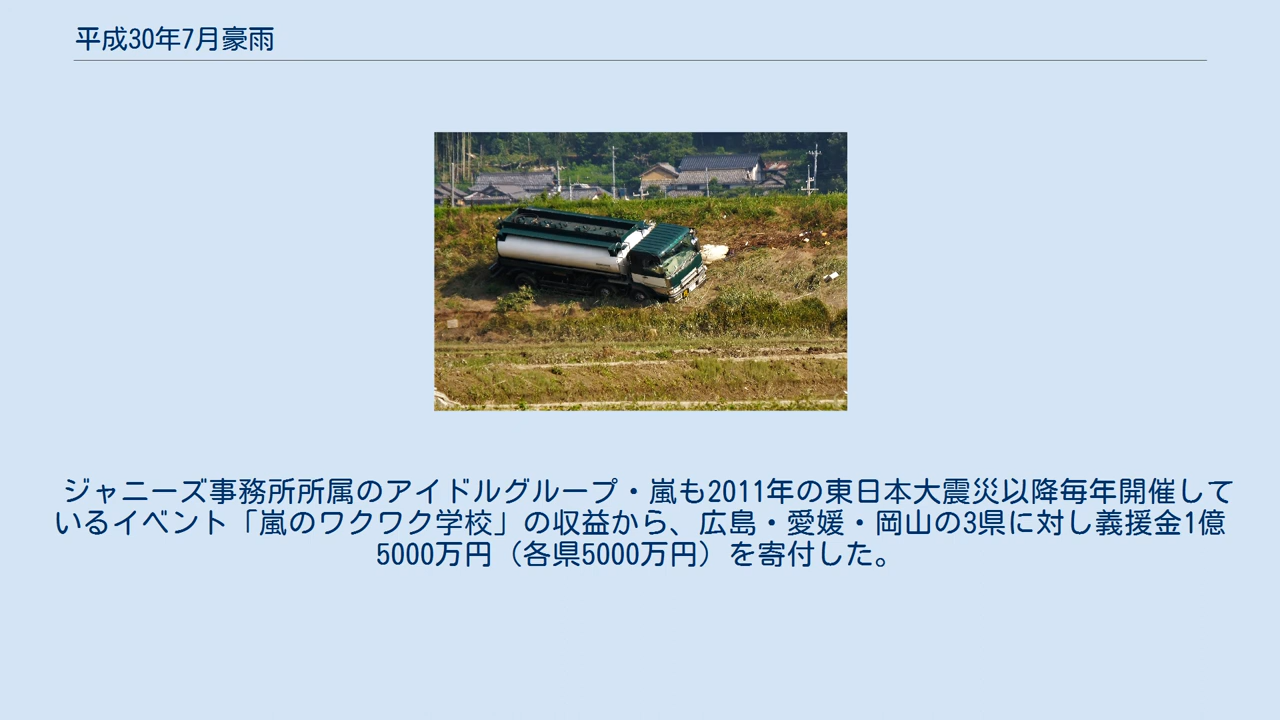 平成30年7月豪雨
ジャニーズ事務所所属のアイドルグループ・嵐も2011年の東日本大震災以降毎年開催して
いるイベント「嵐のワクワク学校」の収益から、広島・愛媛・岡山の3県に対し義援金1億
5000万円（各県5000万円）を寄付した。